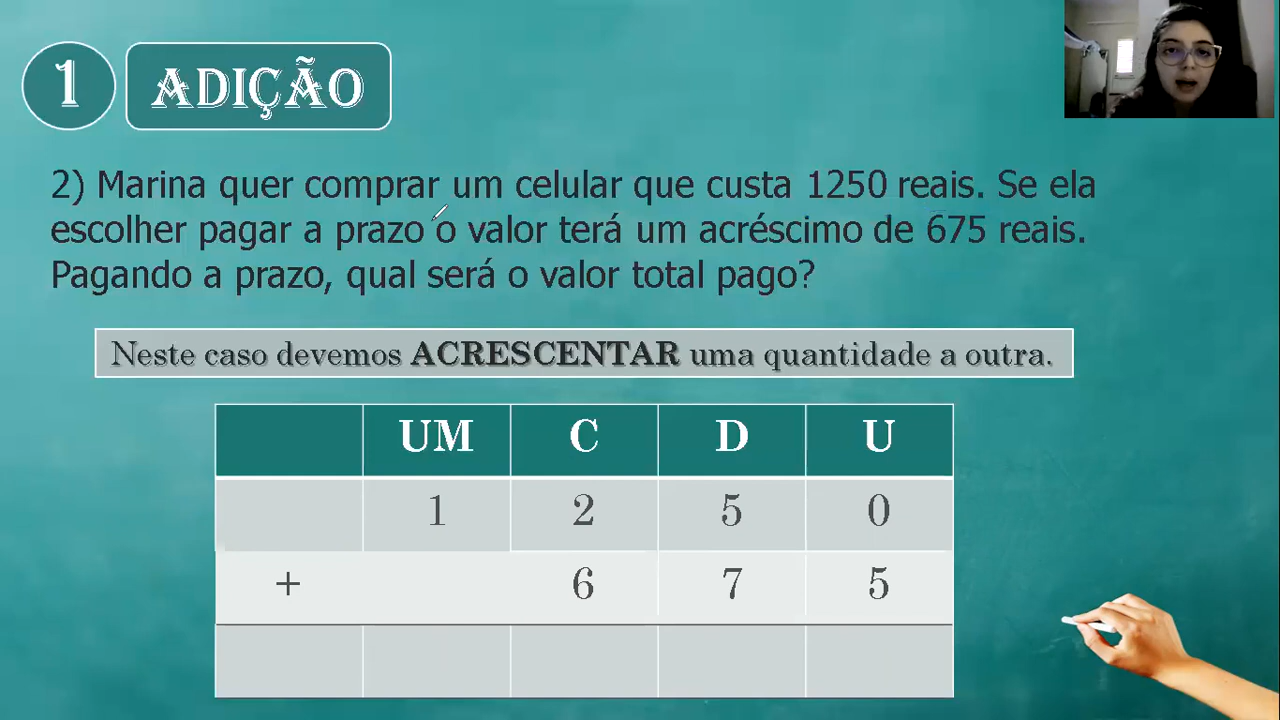 1 ADIÇÃO
2) Marina quer comprar um celular que custa 1250 reais. Se ela
escolher pagar a prazo o valor terá um acréscimo de 675 reais.
Pagando a prazo, qual será o valor total pago?
Neste caso devemos ACRESCENTAR uma quantidade a outra.
UM C D U
1 2 5 0
+ 6 7 5